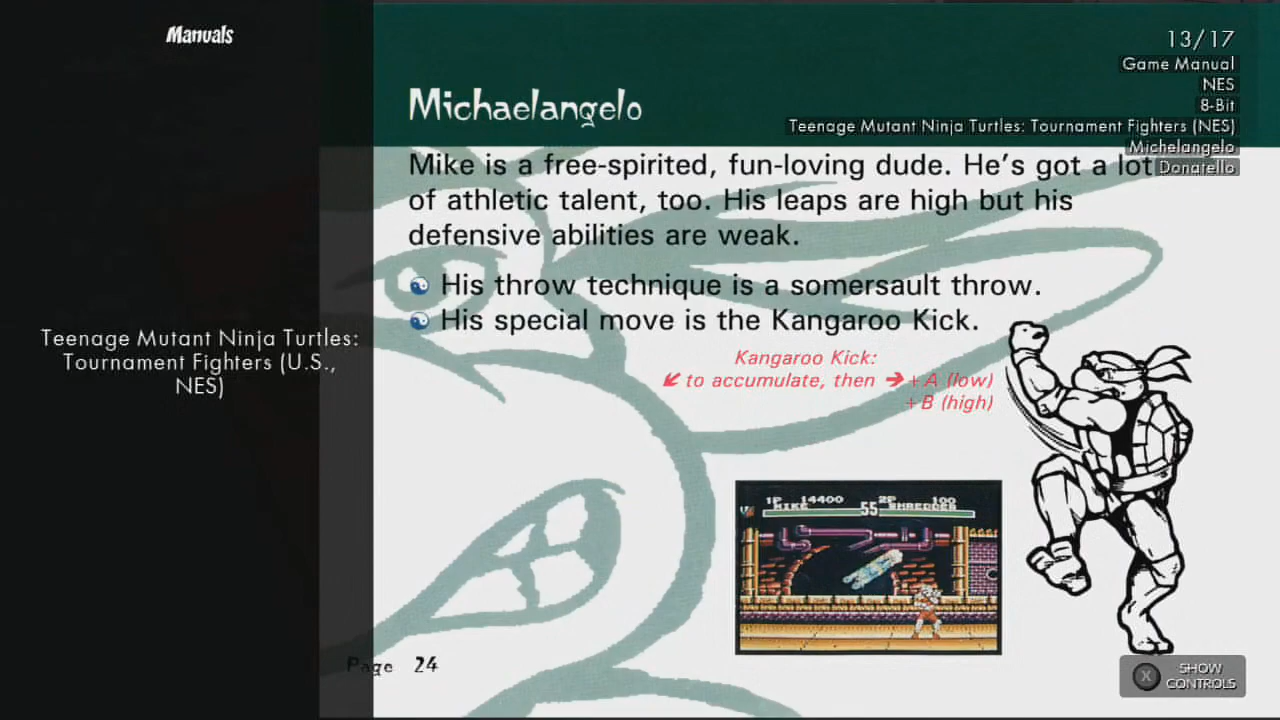 Manuals
13/17
Game Manual
NES
8-Bit
Teenage Mutant Ninja Turtles: Tournament Fighters (NES)
Michelangelo
Donatello
Teenage Mutant Ninja Turtles:
Tournament Fighters (U.S.,
NES)
Michaelangelo
Mike is a free-spirited, fun-loving dude. He's got a lot
of athletic talent, too. His leaps are high but his
defensive abilities are weak.
His throw technique is a somersault throw.
His special move is the Kangaroo Kick.
Kangaroo Kick:
↙ to accumulate, then ➔ + A (low)
+ B (high)
1P 14400 2P 100
MIKE 55 SHREDDER
Page 24
X SHOW
CONTROLS